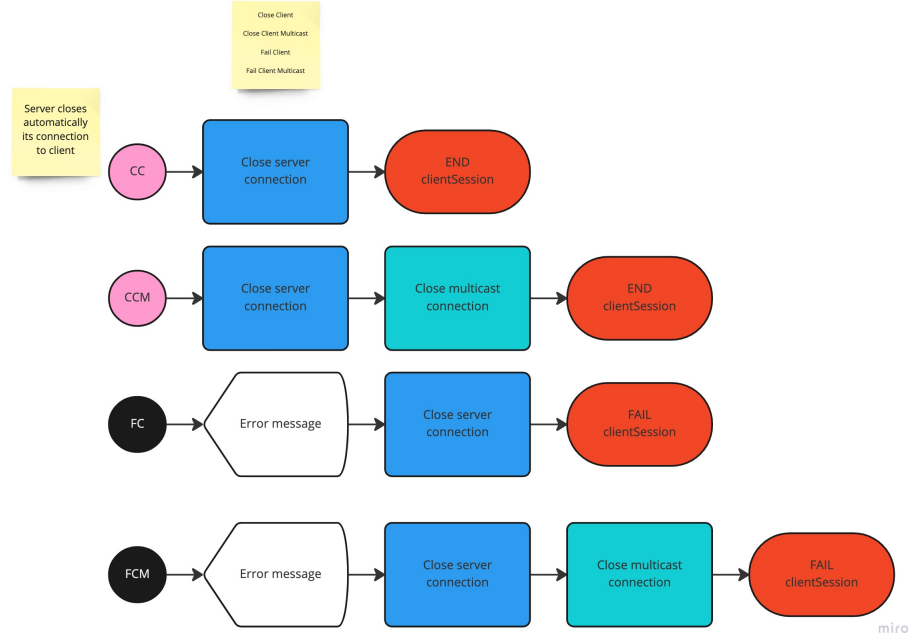 Close Client
Close Client Multicast
Fail Client
Fail Client Multicast
Server closes
automatically
its connection
to client
CC
Close server
connection
END
clientSession
CCM
Close server
connection
Close multicast
connection
END
clientSession
FC
Error message
Close server
connection
FAIL
clientSession
FCM
Error message
Close server
connection
Close multicast
connection
FAIL
clientSession
miro